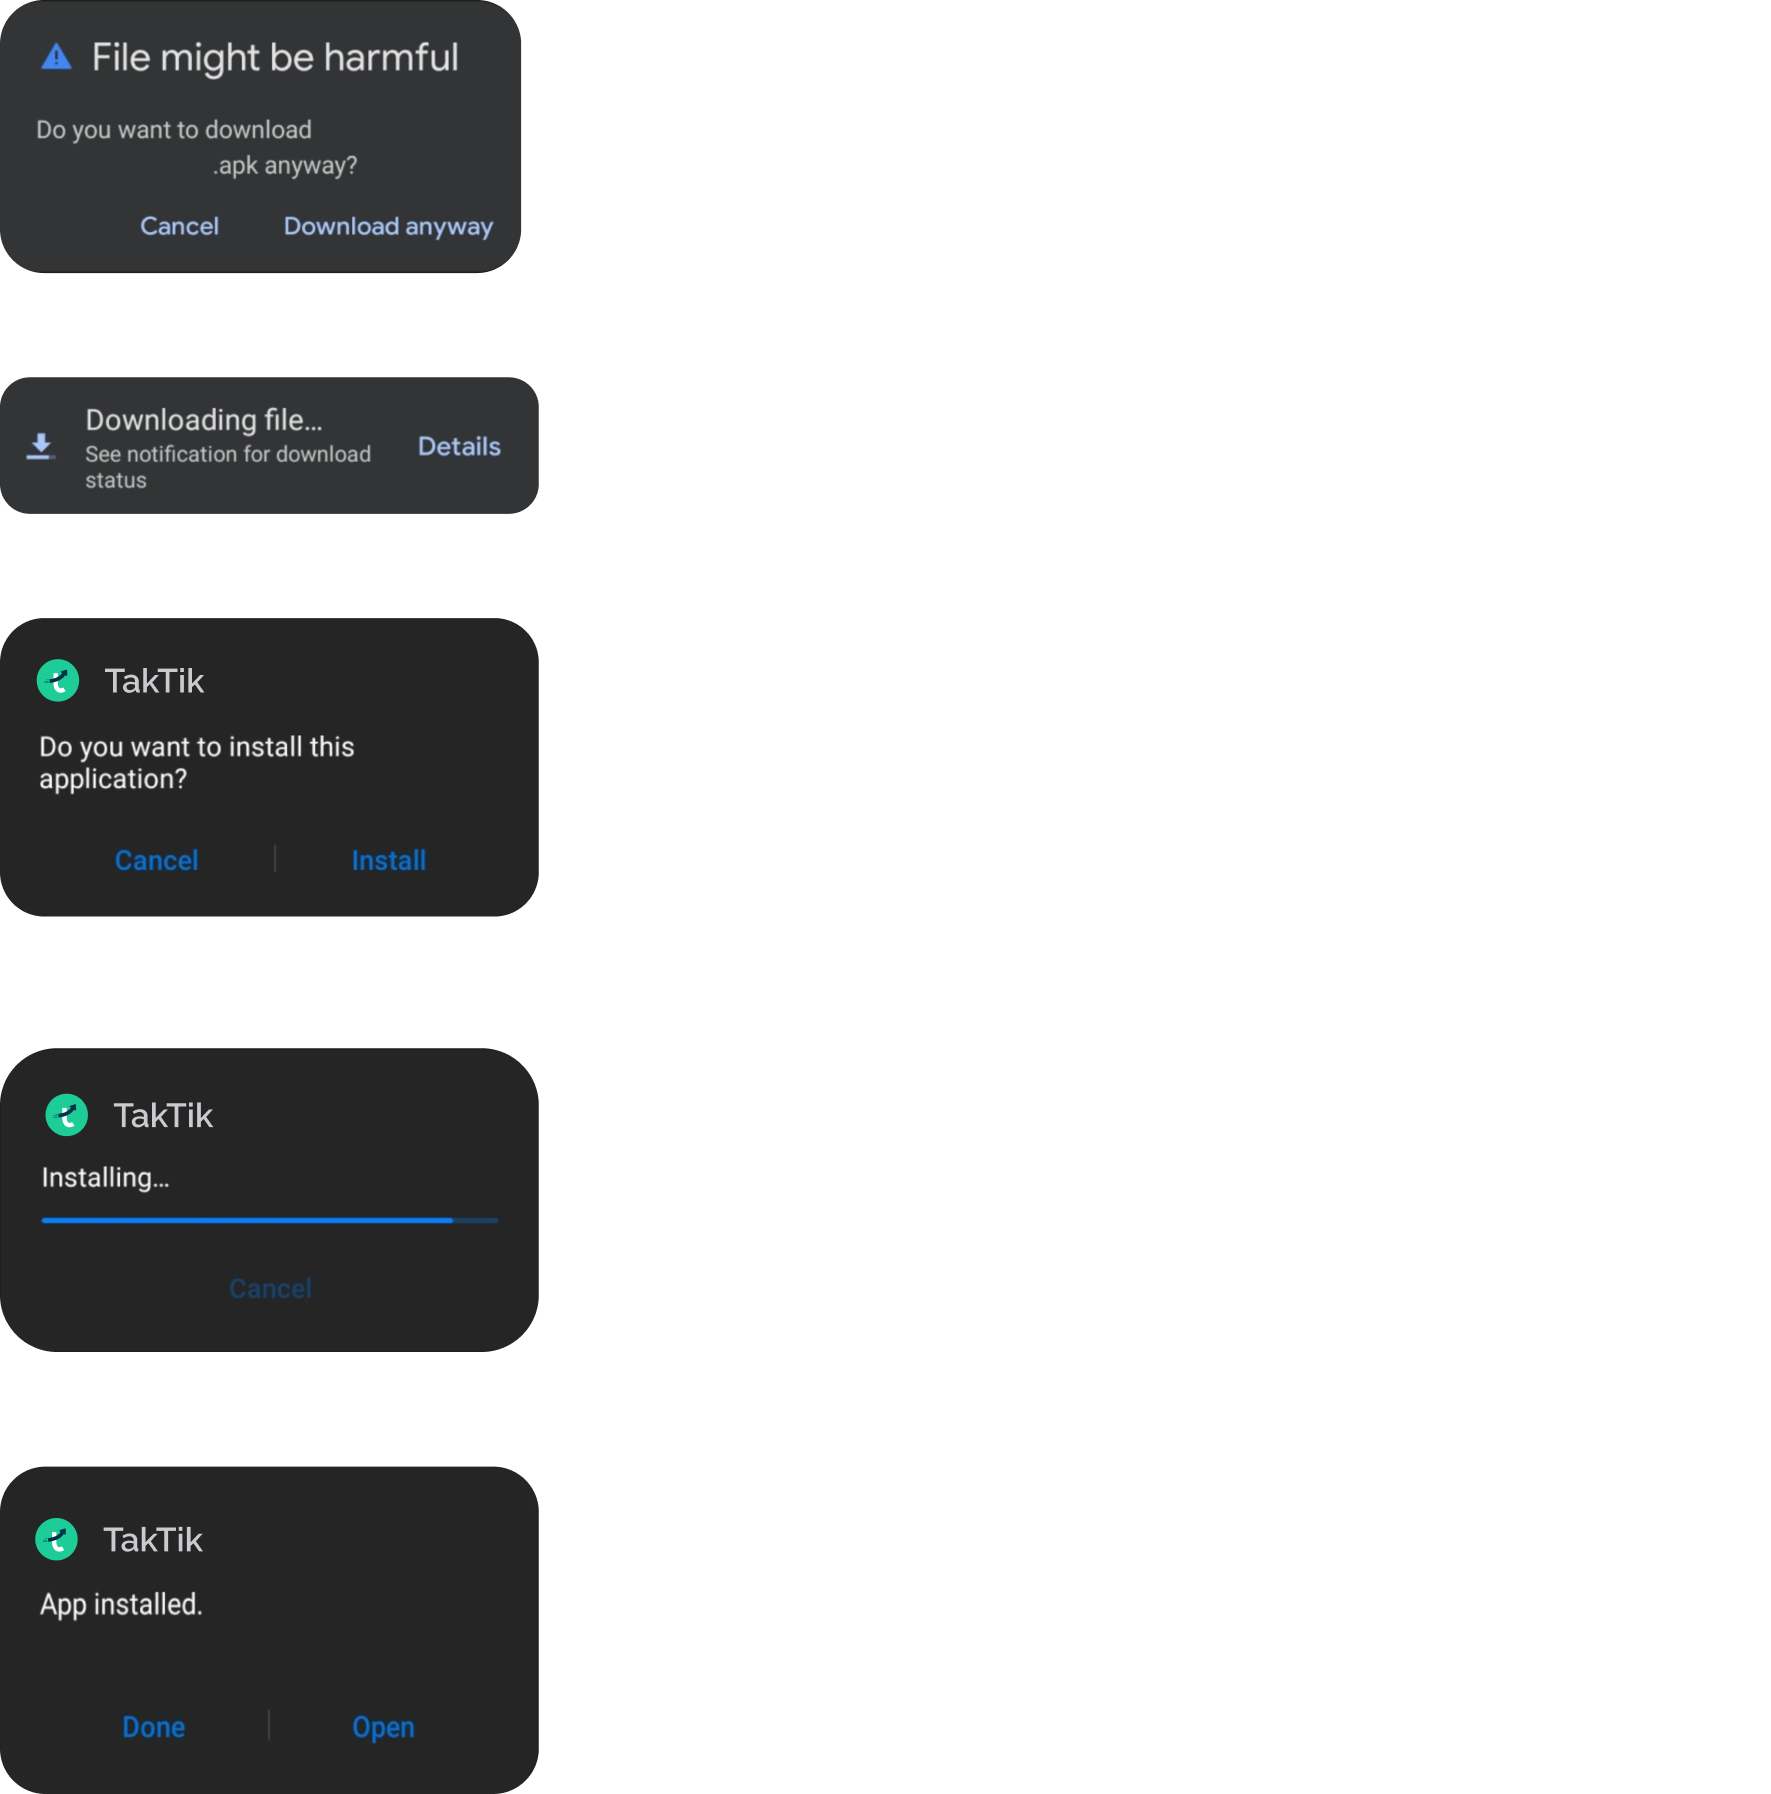 File might be harmful
Do you want to download
.apk anyway?
Cancel Download anyway
Downloading file...
See notification for download
status
Details
TakTik
Do you want to install this
application?
Cancel Install
TakTik
Installing...
Cancel
TakTik
App installed.
Done Open